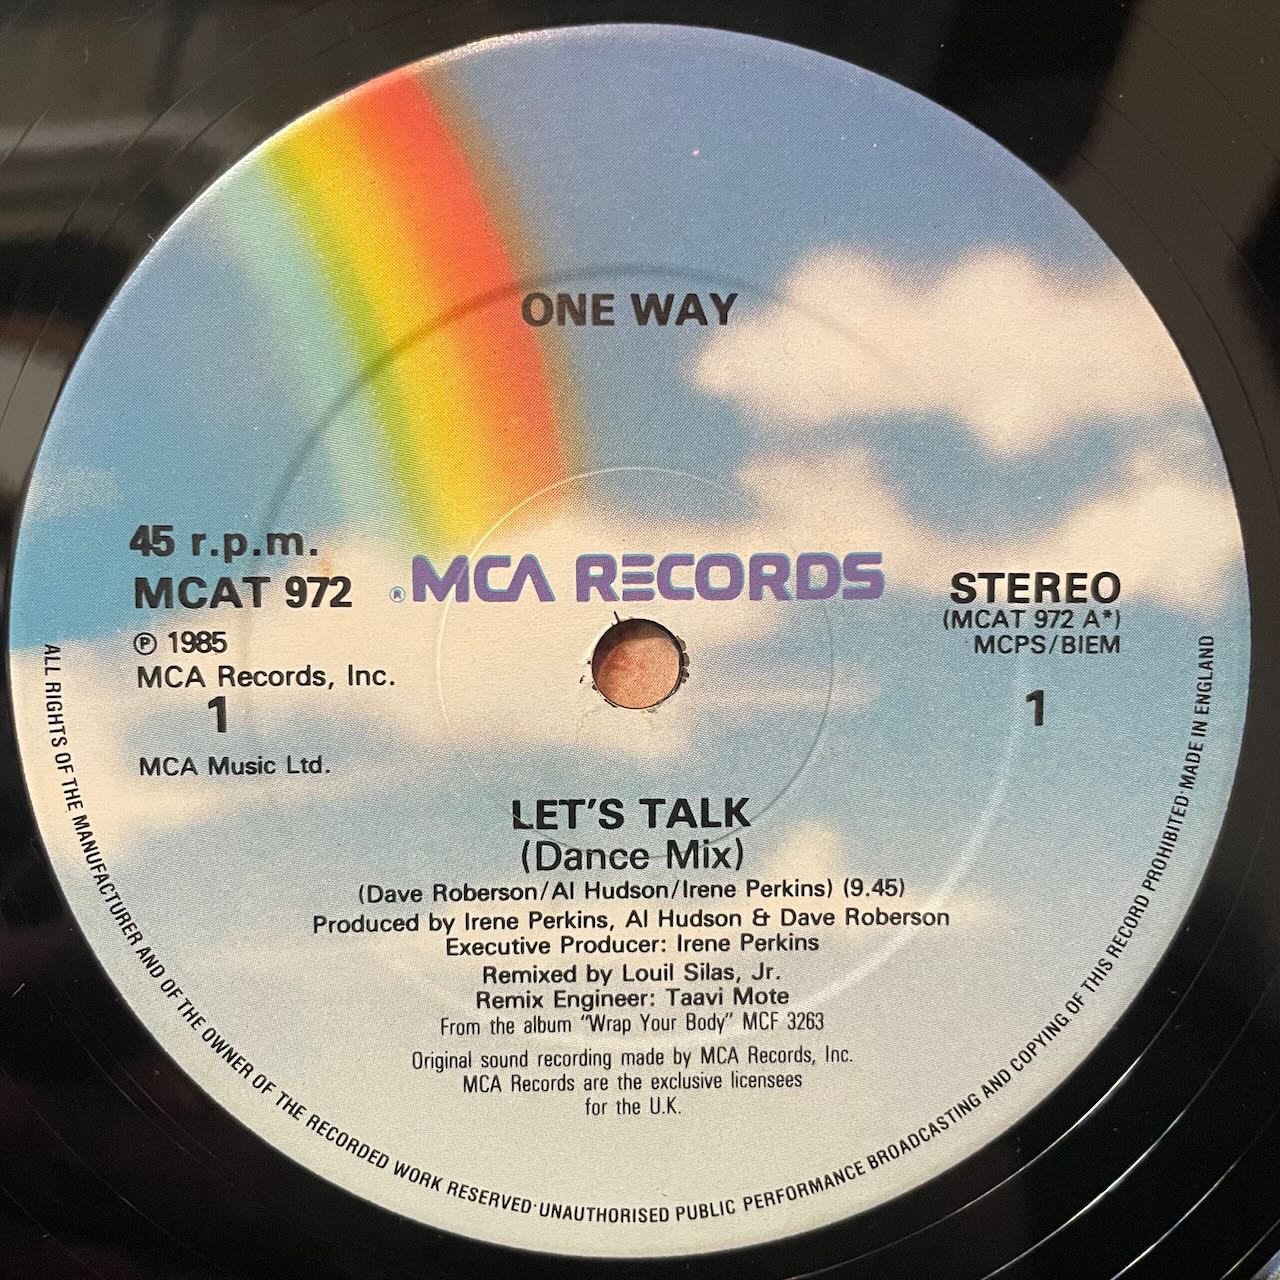 ONE WAY
45 r.p.m.
MCAT 972
® MCA RECORDS
STEREO
(MCAT 972 A*)
MCPS/BIEM
℗ 1985
MCA Records, Inc.
1
1
MCA Music Ltd.
LET'S TALK
(Dance Mix)
(Dave Roberson/Al Hudson/Irene Perkins) (9.45)
Produced by Irene Perkins, Al Hudson & Dave Roberson
Executive Producer: Irene Perkins
Remixed by Louil Silas, Jr.
Remix Engineer: Taavi Mote
From the album "Wrap Your Body" MCF 3263
Original sound recording made by MCA Records, Inc.
MCA Records are the exclusive licensees
for the U.K.
ALL RIGHTS OF THE MANUFACTURER AND OF THE OWNER OF THE RECORDED WORK RESERVED·UNAUTHORISED PUBLIC PERFORMANCE BROADCASTING AND COPYING OF THIS RECORD PROHIBITED·MADE IN ENGLAND